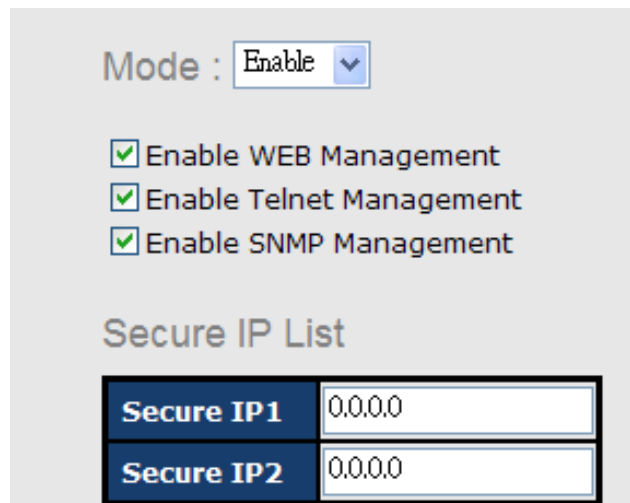 Mode : Enable
Enable WEB Management
Enable Telnet Management
Enable SNMP Management
Secure IP List
Secure IP1 0.0.0.0
Secure IP2 0.0.0.0